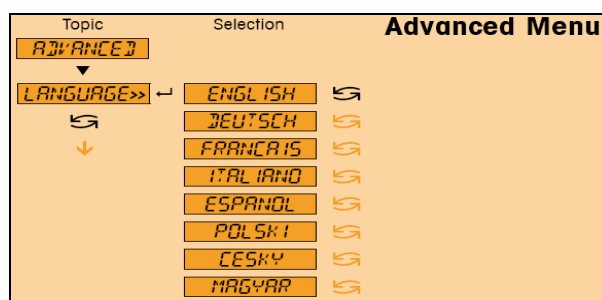 Topic Selection Advanced Menu
ADVANCED
LANGUAGE>> ENGLISH
DEUTSCH
FRANCAIS
ITALIANO
ESPANOL
POLSKI
CESKY
MAGYAR